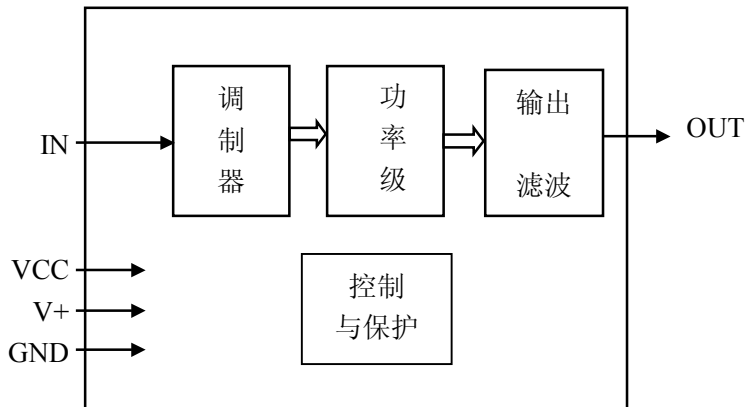 调
制
器
功
率
级
输出
滤波
IN
OUT
VCC
V+
GND
控制
与保护